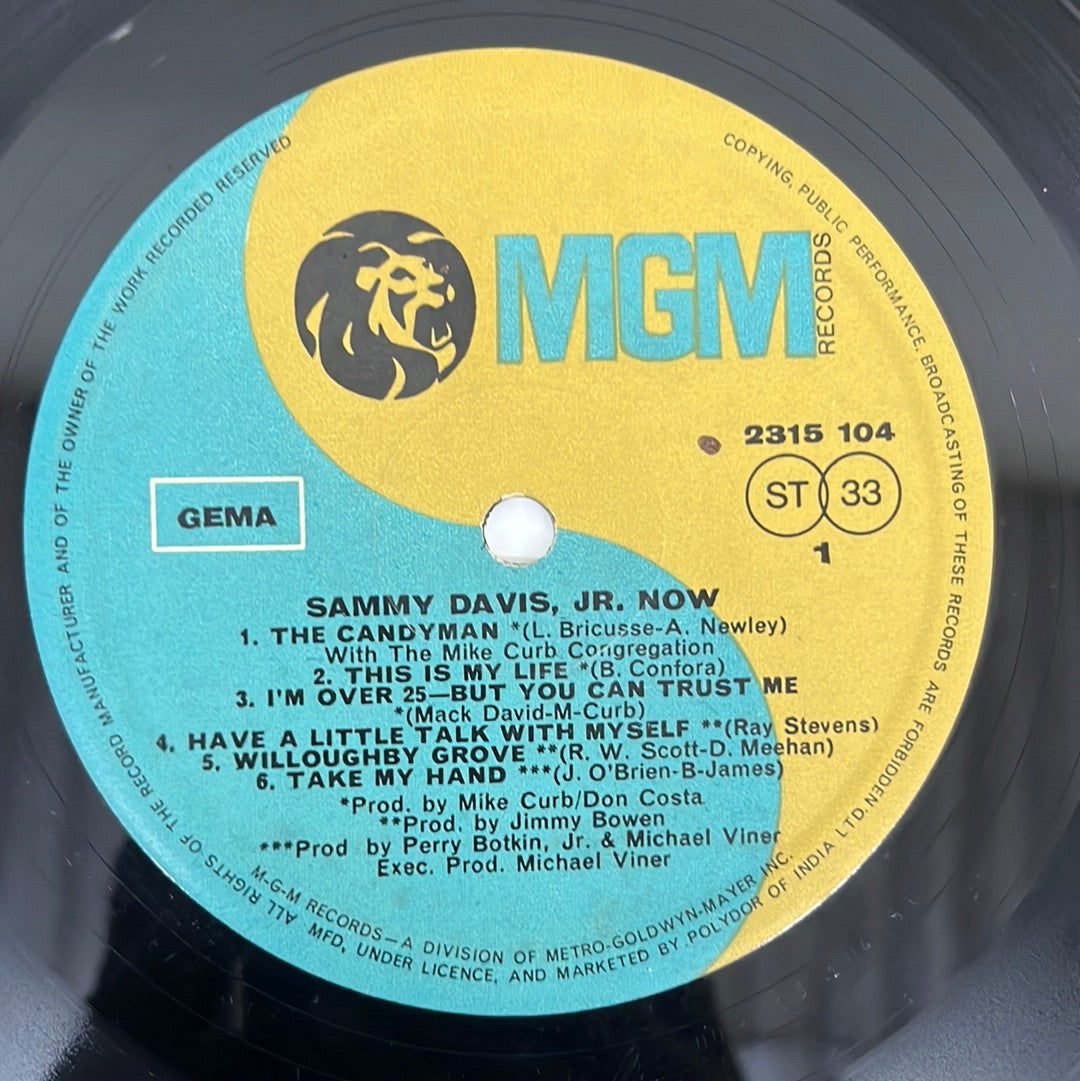 MGM
RECORDS
2315 104
ST 33
1
GEMA
SAMMY DAVIS, JR. NOW
1. THE CANDYMAN *(L. Bricusse-A. Newley)
With The Mike Curb Congregation
2. THIS IS MY LIFE *(B. Confora)
3. I'M OVER 25—BUT YOU CAN TRUST ME
*(Mack David-M-Curb)
4. HAVE A LITTLE TALK WITH MYSELF **(Ray Stevens)
5. WILLOUGHBY GROVE **(R. W. Scott-D. Meehan)
6. TAKE MY HAND ***(J. O'Brien-B-James)
*Prod. by Mike Curb/Don Costa
**Prod. by Jimmy Bowen
***Prod by Perry Botkin, Jr. & Michael Viner
Exec. Prod. Michael Viner
M-G-M RECORDS—A DIVISION OF METRO-GOLDWYN-MAYER INC.
ALL RIGHTS OF THE RECORD MANUFACTURER AND OF THE OWNER OF THE WORK RECORDED RESERVED
COPYING, PUBLIC PERFORMANCE, BROADCASTING OF THESE RECORDS ARE FORBIDDEN
MFD, UNDER LICENCE, AND MARKETED BY POLYDOR OF INDIA LTD.